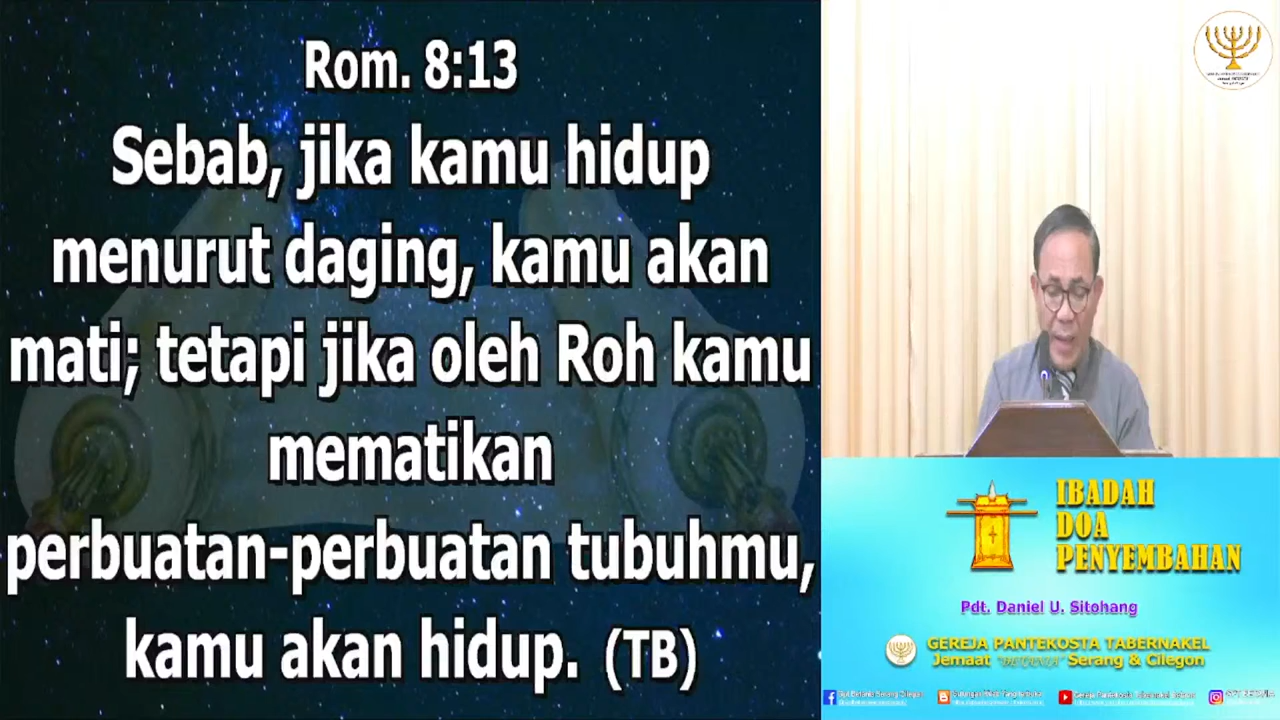 Rom. 8:13
Sebab, jika kamu hidup
menurut daging, kamu akan
mati; tetapi jika oleh Roh kamu
mematikan
perbuatan-perbuatan tubuhmu,
kamu akan hidup. (TB)
IBADAH
DOA
PENYEMBAHAN
Pdt. Daniel U. Sitohang
GEREJA PANTEKOSTA TABERNAKEL
Jemaat "BETANIA" Serang & Cilegon